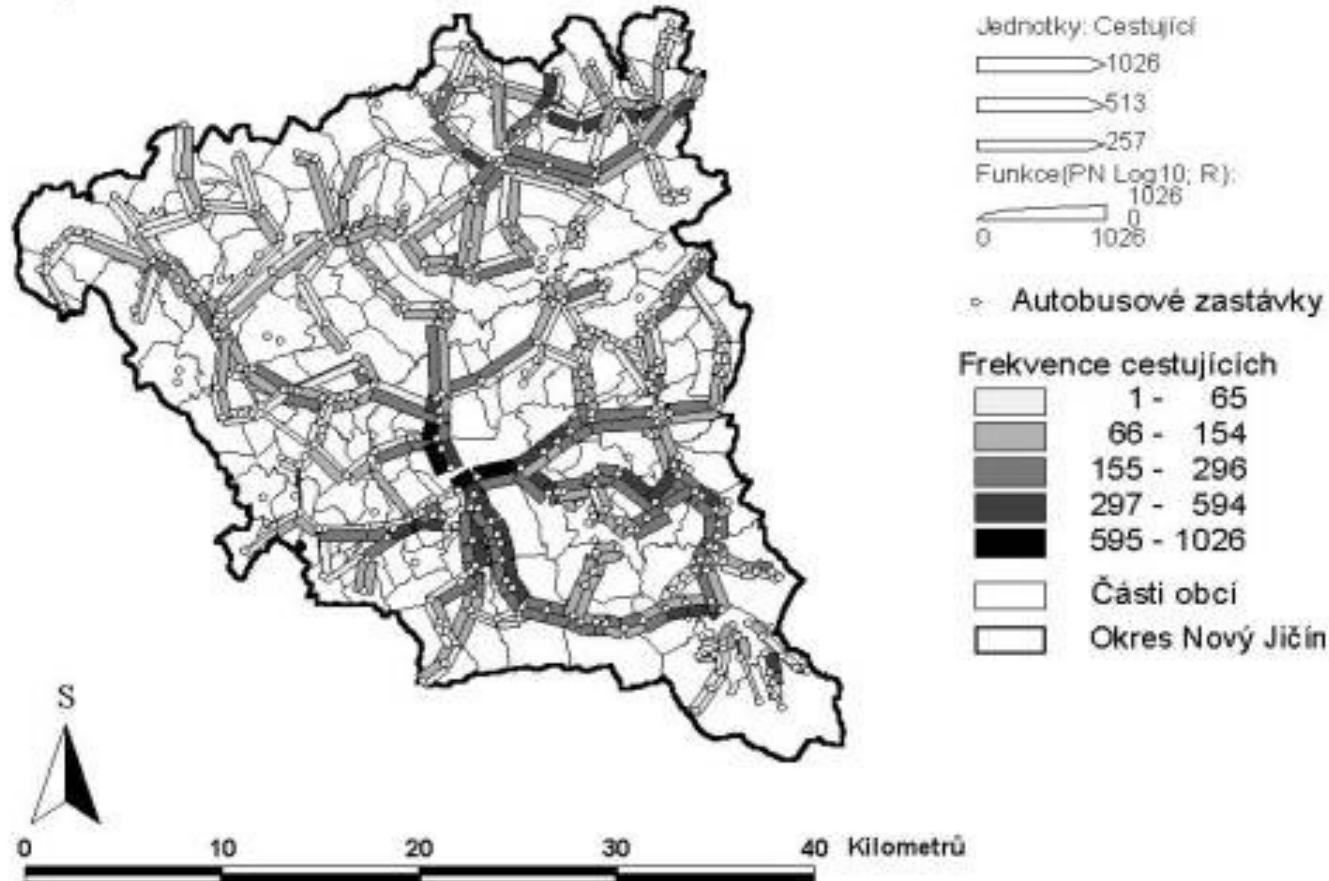 Jednotky: Cestující
1026
513
257
Funkce(PN Log10; R):
1026
0
0 1026
Autobusové zastávky
Frekvence cestujících
1 - 65
66 - 154
155 - 296
297 - 594
595 - 1026
Části obcí
Okres Nový Jičín
S
0 10 20 30 40 Kilometrů